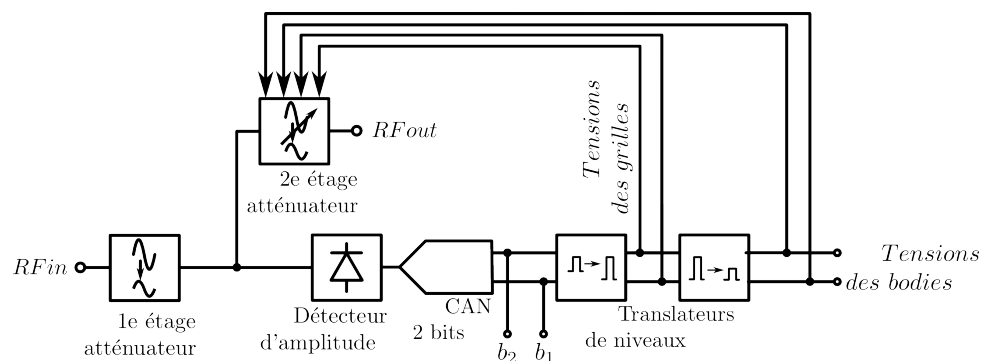 RFout
Tensions
des grilles
2e étage
atténuateur
RFin
Tensions
des bodies
1e étage
atténuateur
Détecteur
d'amplitude
CAN
2 bits
b2
b1
Translateurs
de niveaux